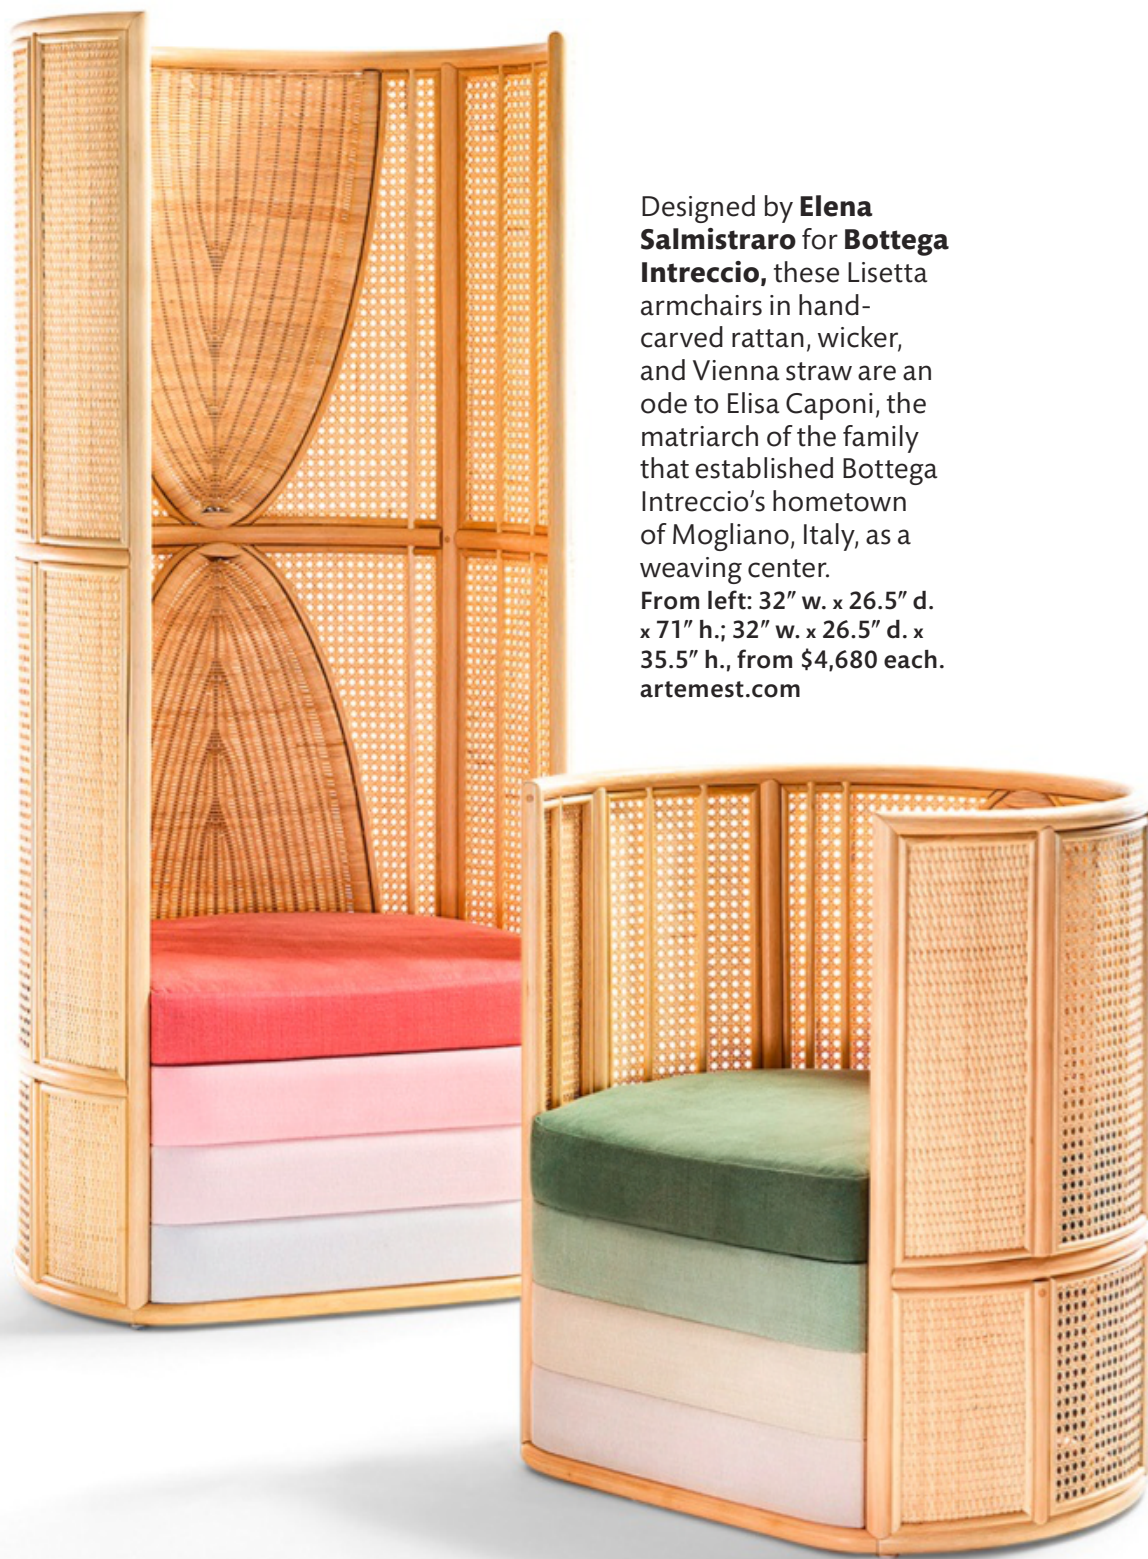 Designed by Elena
Salmistraro for Bottega
Intreccio, these Lisetta
armchairs in hand-
carved rattan, wicker,
and Vienna straw are an
ode to Elisa Caponi, the
matriarch of the family
that established Bottega
Intreccio’s hometown
of Mogliano, Italy, as a
weaving center.
From left: 32″ w. x 26.5″ d.
x 71″ h.; 32″ w. x 26.5″ d. x
35.5″ h., from $4,680 each.
artemest.com